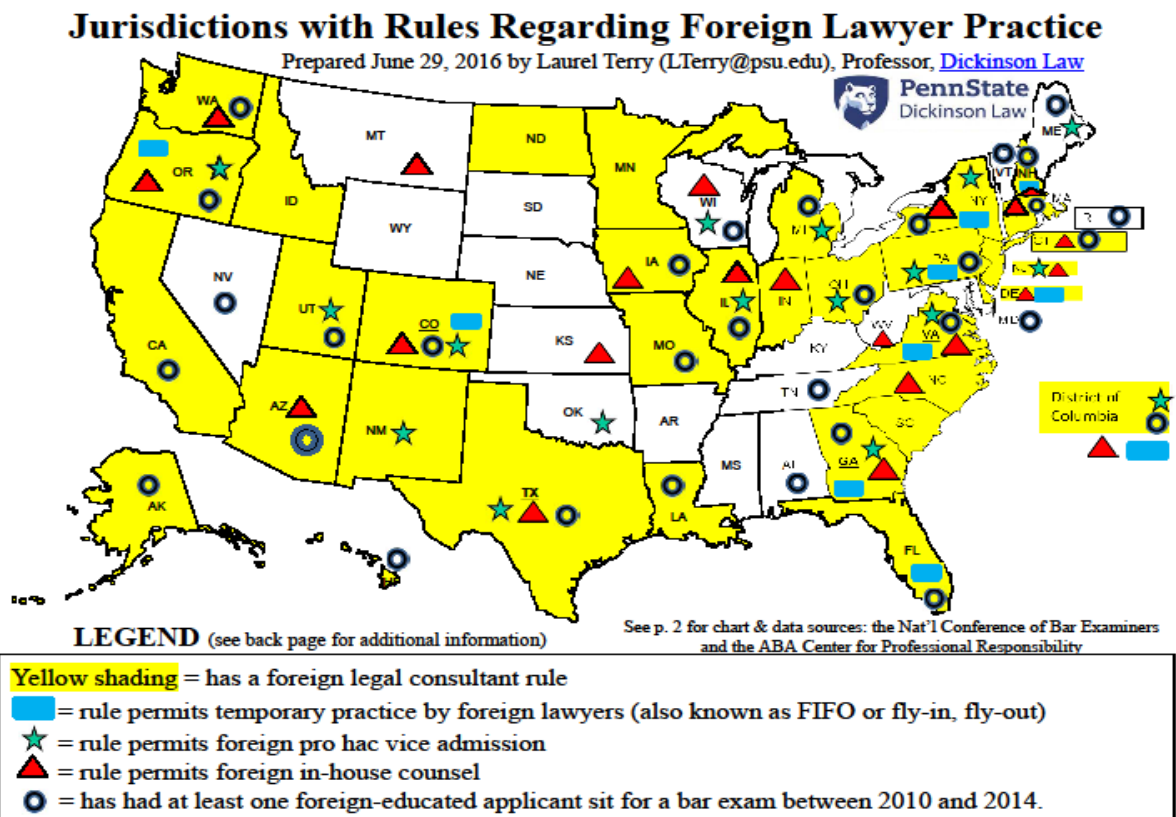 Jurisdictions with Rules Regarding Foreign Lawyer Practice
Prepared June 29, 2016 by Laurel Terry (LTerry@psu.edu), Professor, Dickinson Law
PennState
Dickinson Law
WA
MT
ND
MN
ME
VT
NH
OR
ID
SD
WI
NY
MA
WY
MI
R
CT
IA
NE
PA
NV
IN
OH
IL
UT
CO
DE
MD
WV
VA
CA
KS
MO
KY
NC
TN
AZ
NM
OK
AR
SC
District of
Columbia
MS
GA
TX
AK
LA
FL
LEGEND (see back page for additional information)
See p. 2 for chart & data sources: the Nat'l Conference of Bar Examiners
and the ABA Center for Professional Responsibility
Yellow shading = has a foreign legal consultant rule
= rule permits temporary practice by foreign lawyers (also known as FIFO or fly-in, fly-out)
= rule permits foreign pro hac vice admission
= rule permits foreign in-house counsel
= has had at least one foreign-educated applicant sit for a bar exam between 2010 and 2014.